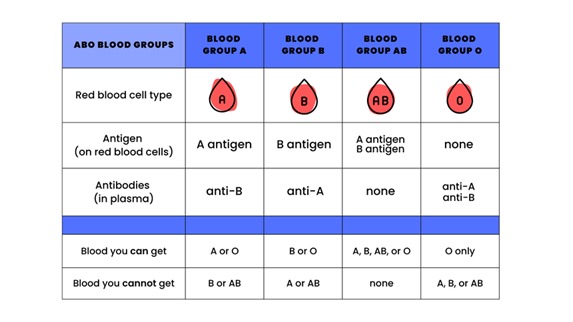 ABO BLOOD GROUPS
BLOOD
GROUP A
BLOOD
GROUP B
BLOOD
GROUP AB
BLOOD
GROUP O
Red blood cell type
A
B
AB
O
Antigen
(on red blood cells)
A antigen
B antigen
A antigen
B antigen
none
Antibodies
(in plasma)
anti-B
anti-A
none
anti-A
anti-B
Blood you can get
A or O
B or O
A, B, AB, or O
O only
Blood you cannot get
B or AB
A or AB
none
A, B, or AB